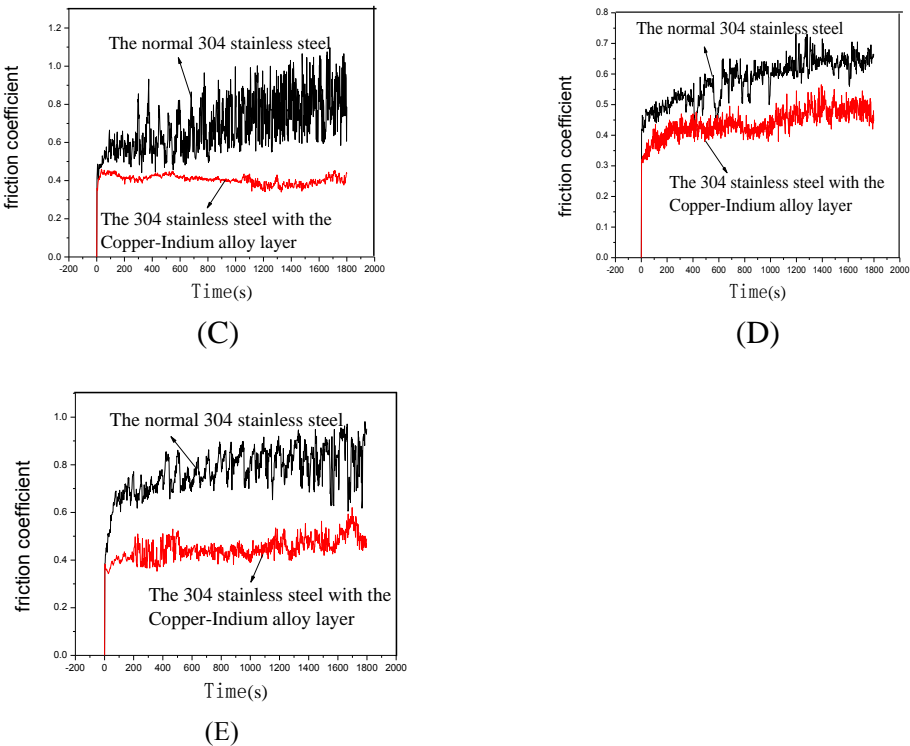 1.2
1.0
0.8
0.6
0.4
0.2
0.0
friction coefficient
The normal 304 stainless steel
The 304 stainless steel with the
Copper-Indium alloy layer
-200 0 200 400 600 800 1000 1200 1400 1600 1800 2000
Time(s)
(C)
0.8
0.7
0.6
0.5
0.4
0.3
0.2
0.1
0.0
friction coefficient
The normal 304 stainless steel
The 304 stainless steel with the
Copper-Indium alloy layer
-200 0 200 400 600 800 1000 1200 1400 1600 1800 2000
Time(s)
(D)
1.0
0.8
0.6
0.4
0.2
0.0
friction coefficient
The normal 304 stainless steel
The 304 stainless steel with the
Copper-Indium alloy layer
-200 0 200 400 600 800 1000 1200 1400 1600 1800 2000
Time(s)
(E)